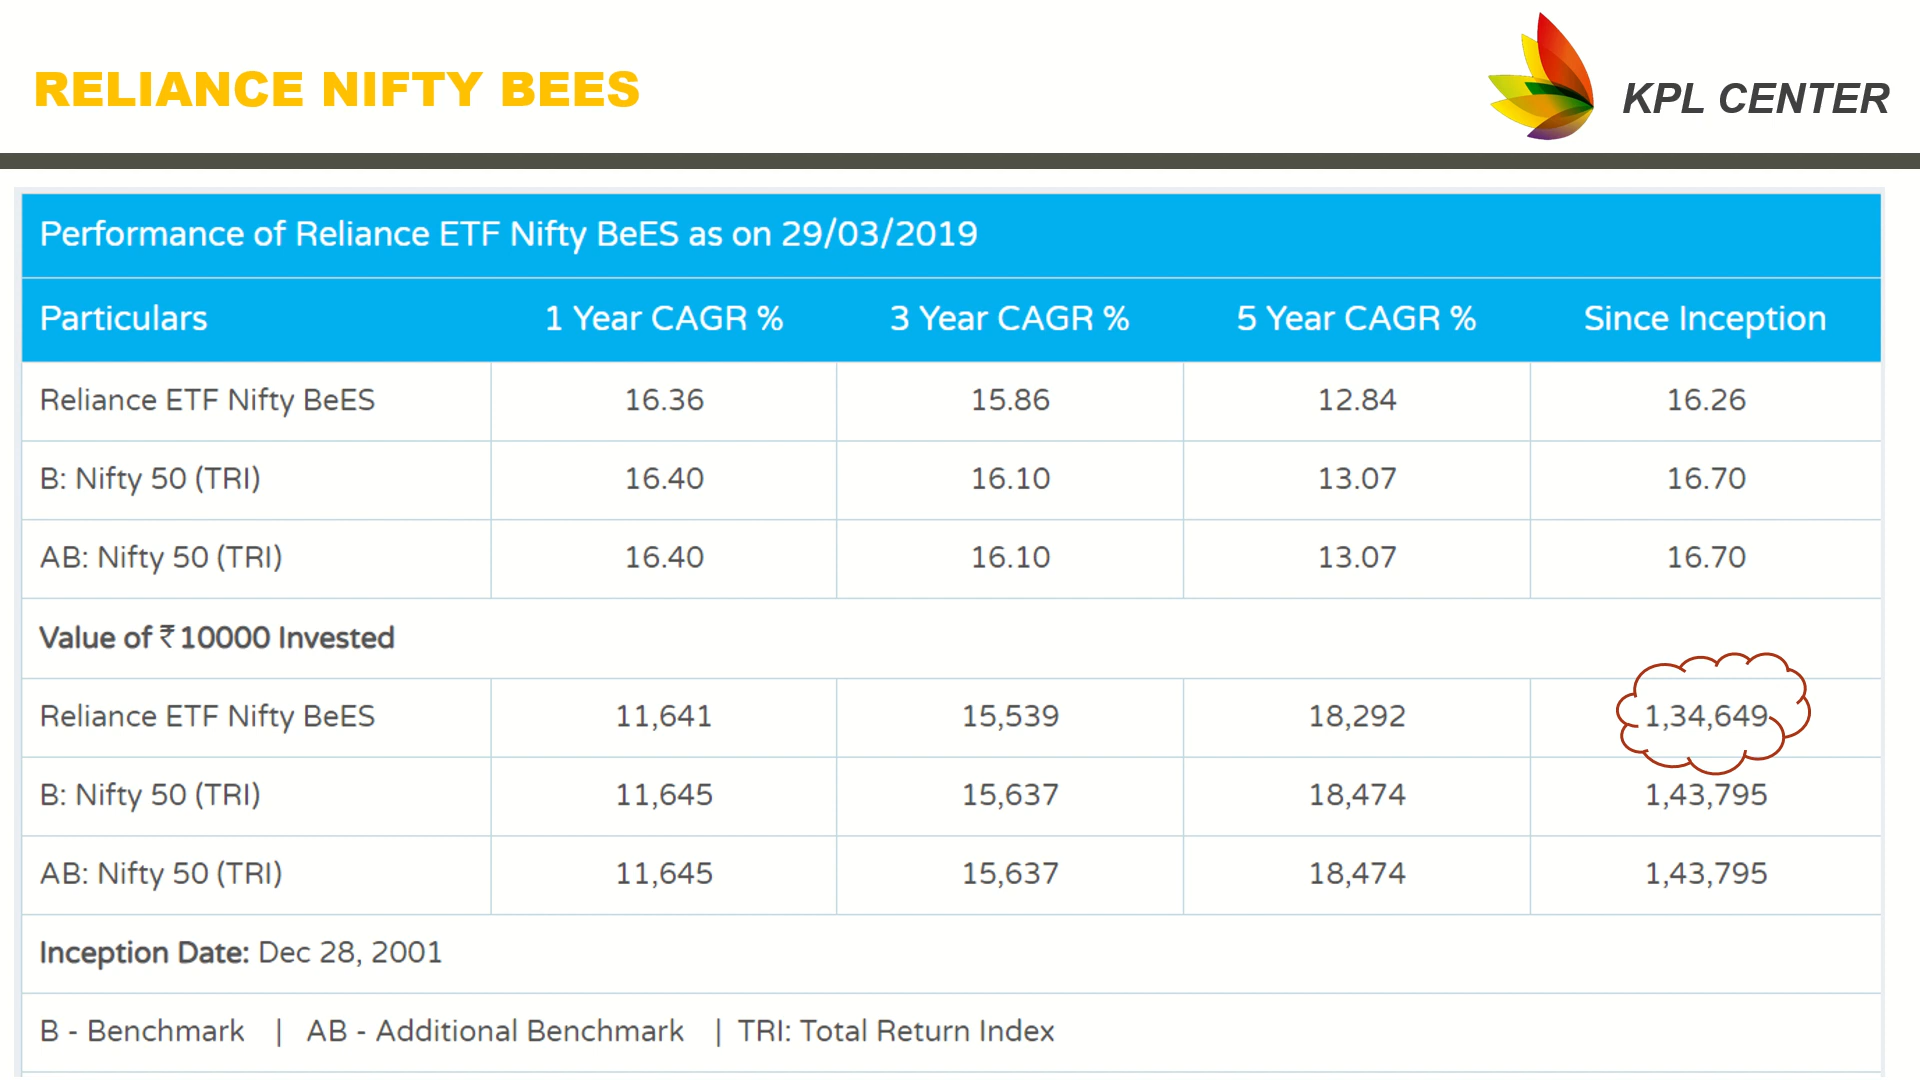 RELIANCE NIFTY BEES
KPL CENTER
Performance of Reliance ETF Nifty BeES as on 29/03/2019
Particulars 1 Year CAGR % 3 Year CAGR % 5 Year CAGR % Since Inception
Reliance ETF Nifty BeES 16.36 15.86 12.84 16.26
B: Nifty 50 (TRI) 16.40 16.10 13.07 16.70
AB: Nifty 50 (TRI) 16.40 16.10 13.07 16.70
Value of ₹10000 Invested
Reliance ETF Nifty BeES 11,641 15,539 18,292 1,34,649
B: Nifty 50 (TRI) 11,645 15,637 18,474 1,43,795
AB: Nifty 50 (TRI) 11,645 15,637 18,474 1,43,795
Inception Date: Dec 28, 2001
B - Benchmark | AB - Additional Benchmark | TRI: Total Return Index